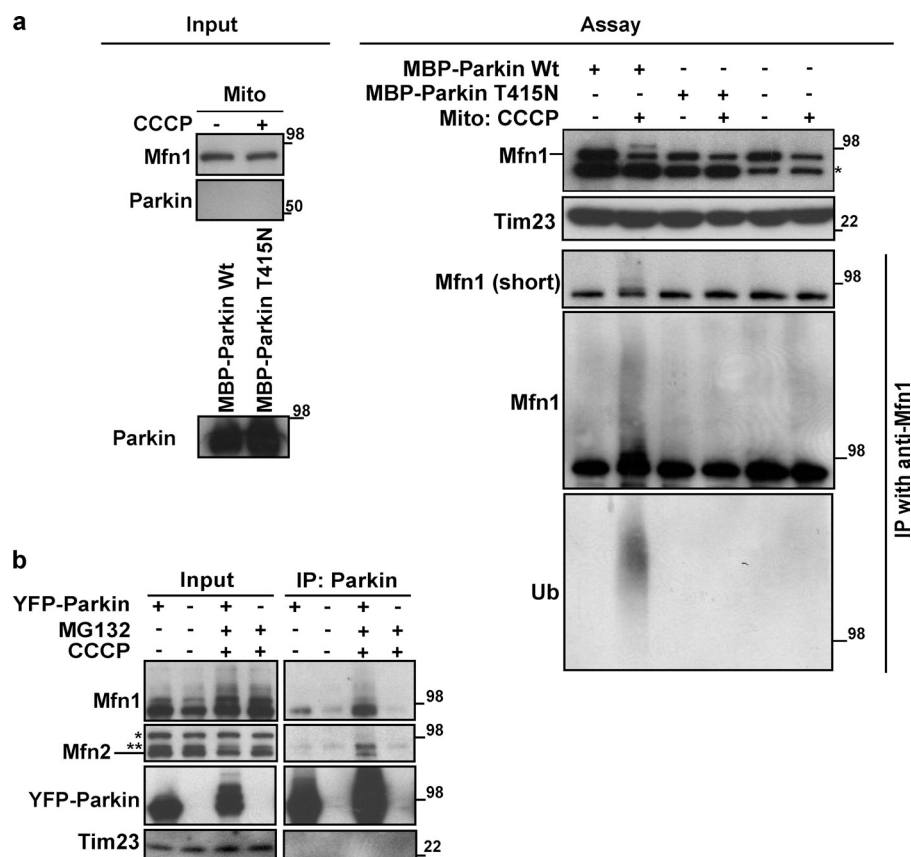 a
Input
Assay
Mito
CCCP - + 98
Mfn1
Parkin 50
MBP-Parkin Wt
MBP-Parkin T415N
98
Parkin
MBP-Parkin Wt + + - - - -
MBP-Parkin T415N - - + + - -
Mito: CCCP - + - + - +
Mfn1 98
*
Tim23 22
Mfn1 (short) 98
Mfn1 98
Ub 98
IP with anti-Mfn1
b
Input IP: Parkin
YFP-Parkin + - + - + - + -
MG132 - - + + - - + +
CCCP - - + + - - + +
Mfn1 98
* 98
**
Mfn2
YFP-Parkin 98
Tim23 22